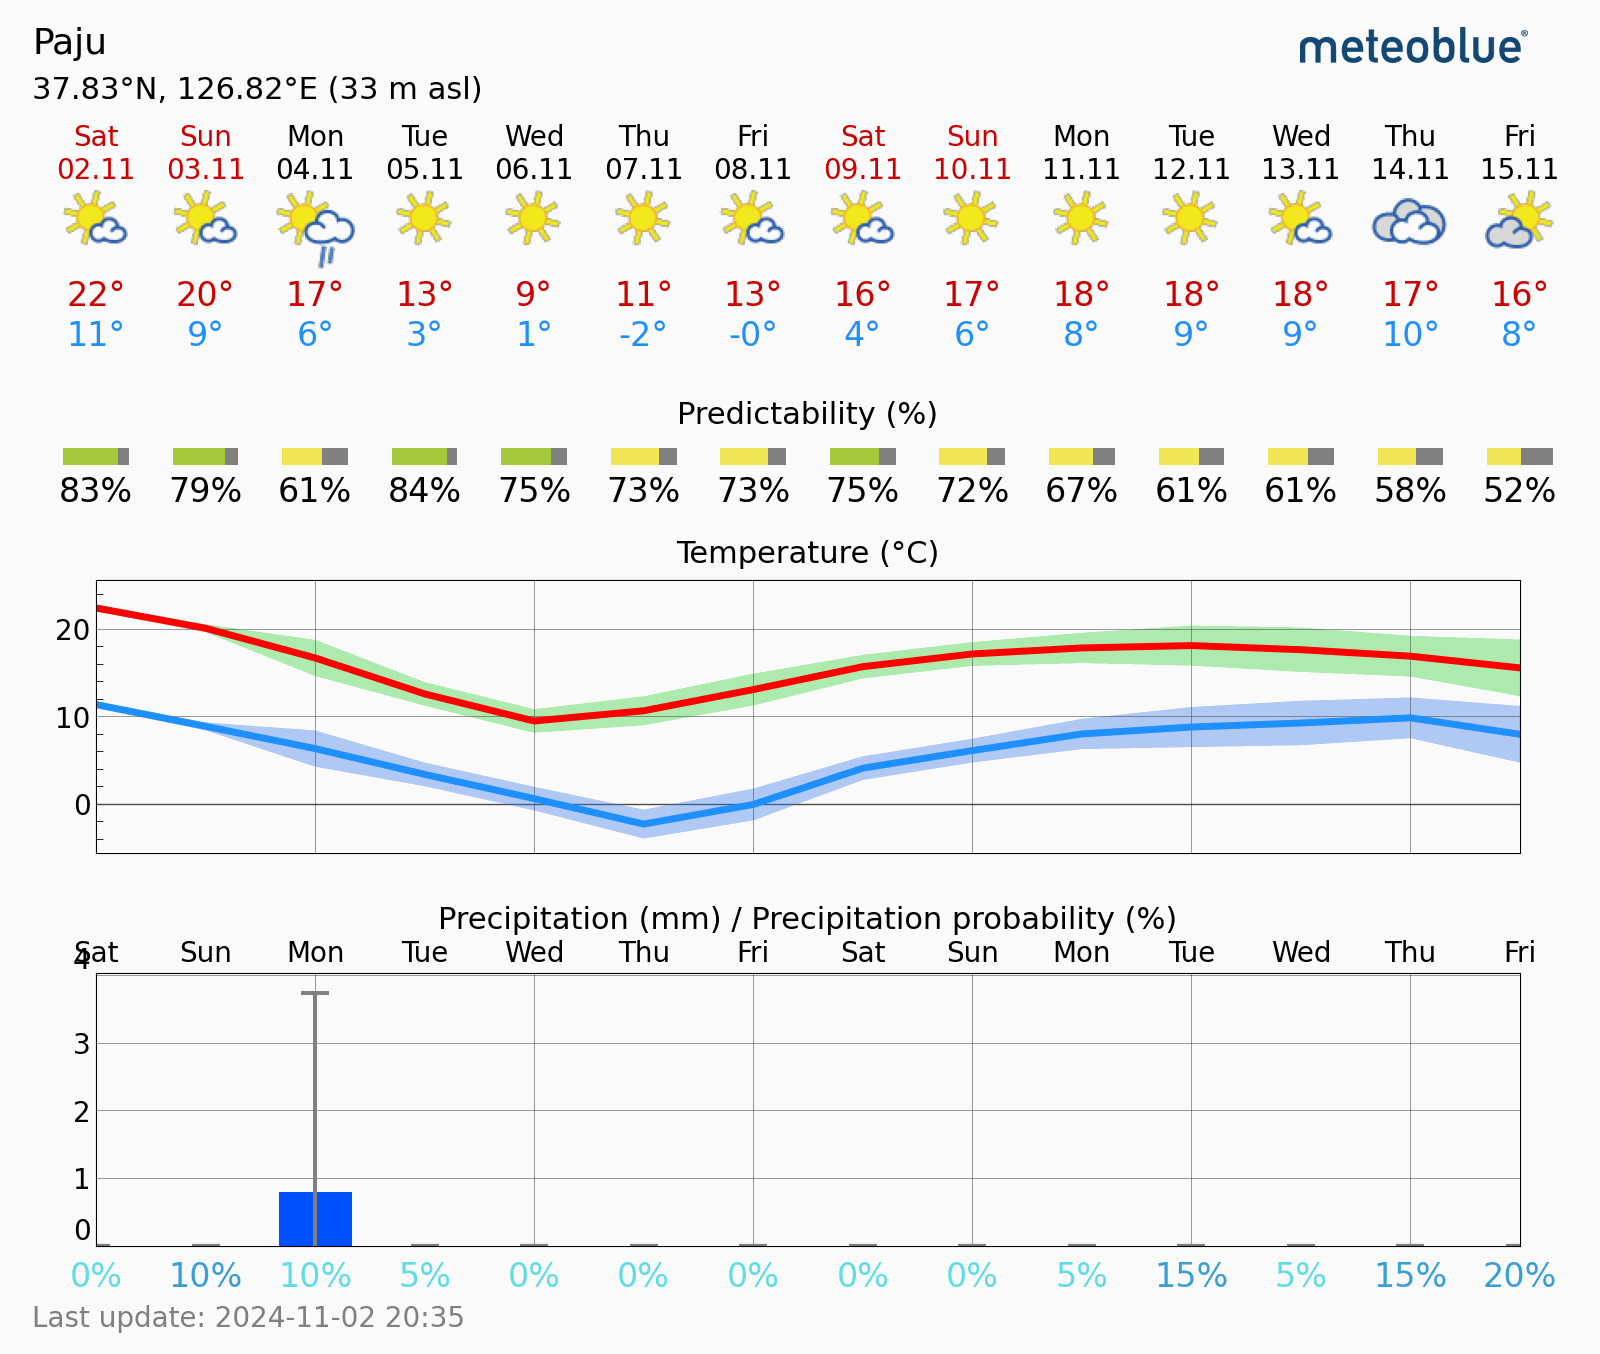 Paju
meteoblue®
37.83°N, 126.82°E (33 m asl)
Sat Sun Mon Tue Wed Thu Fri Sat Sun Mon Tue Wed Thu Fri
02.11 03.11 04.11 05.11 06.11 07.11 08.11 09.11 10.11 11.11 12.11 13.11 14.11 15.11
22° 20° 17° 13° 9° 11° 13° 16° 17° 18° 18° 18° 17° 16°
11° 9° 6° 3° 1° -2° -0° 4° 6° 8° 9° 9° 10° 8°
Predictability (%)
83% 79% 61% 84% 75% 73% 73% 75% 72% 67% 61% 61% 58% 52%
Temperature (°C)
20
10
0
Precipitation (mm) / Precipitation probability (%)
Sat Sun Mon Tue Wed Thu Fri Sat Sun Mon Tue Wed Thu Fri
4
3
2
1
0
0% 10% 10% 5% 0% 0% 0% 0% 0% 5% 15% 5% 15% 20%
Last update: 2024-11-02 20:35